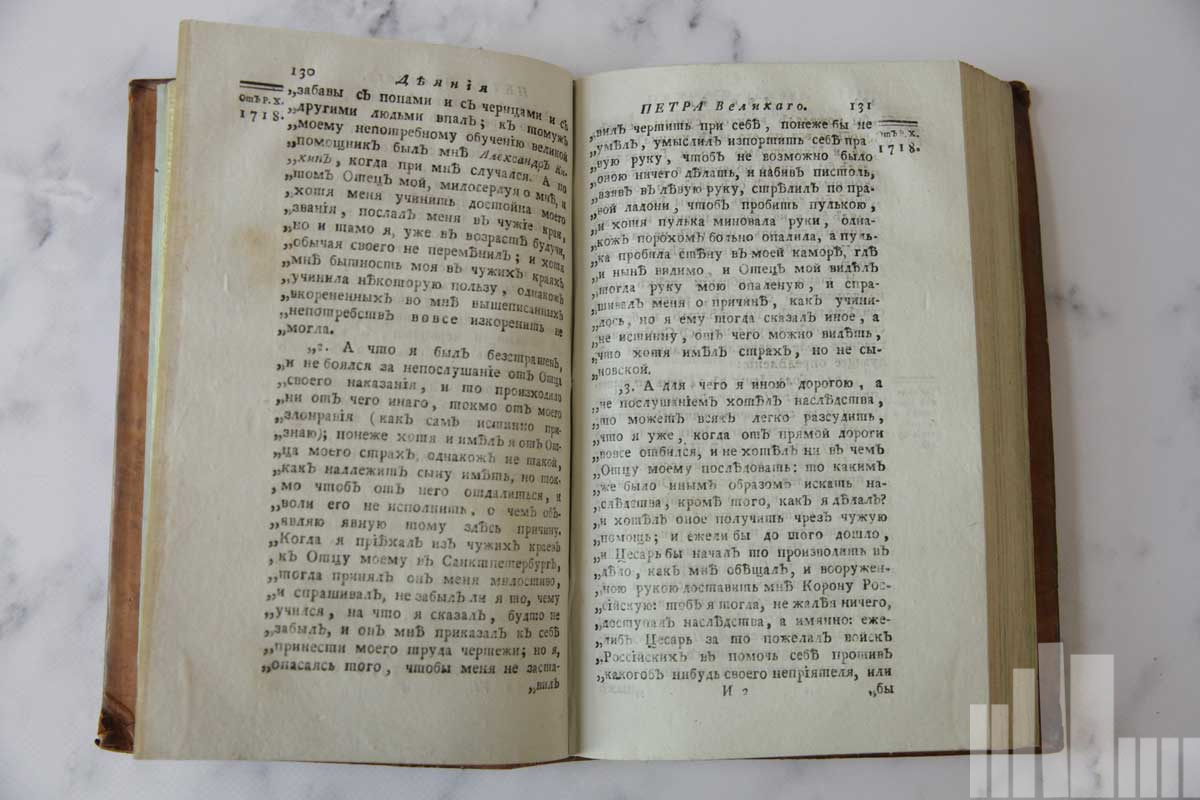 130
ДѢЯНІЯ
ОтЪ Р. Х.
1718.
„забавы сЪ попами и сЪ черницами и сЪ
„другими людьми впалЪ; кЪ томужЪ
„моему непотребному обученію великой
„помощникЪ былЪ мнѣ АлександрЪ Ки-
„кинЪ, когда при мнѣ случался. А по
„томЪ ОтецЪ мой, милосердуя о мнѣ, и
„хотя меня учинить достойна моего
„званія, послалЪ меня вЪ чужіе края,
„но и тамо я, уже вЪ возрастѣ будучи,
„обычая своего не перемѣнилЪ; и хотя
„мнѣ бытность моя вЪ чужихЪ краяхЪ
„учинила нѣкоторую пользу, однакожЪ
„вкорененныхЪ во мнѣ вышеписанныхЪ
„непотребствЪ вовсе изкоренить не
„могла.
„2. А что я былЪ безстрашенЪ,
„и не боялся за непослушаніе отЪ Отца
„своего наказанія, и то произходило
„ни отЪ чего инаго, токмо отЪ моего
„злонравія (какЪ самЪ истинно при-
„знаю); понеже хотя и имѣлЪ я отЪ От-
„ца моего страхЪ, однакожЪ не такой,
„какЪ надлежитЪ сыну имѣть, но ток-
„мо чтобЪ отЪ него отдалиться, и
„воли его не исполнить, о чемЪ объ-
„являю явную тому здѣсь причину.
„Когда я пріѣхалЪ изЪ чужихЪ краевЪ
„кЪ Отцу моему вЪ СанктпетербургЪ,
„тогда принялЪ онЪ меня милостиво,
„и спрашивалЪ, не забылЪ ли я то, чему
„учился, на что я сказалЪ, будто не
„забылЪ, и онЪ мнѣ приказалЪ кЪ себѣ
„принести моего труда чертежи; но я,
„опасаясь того, чтобы меня не заста-
„вилЪ
ПЕТРА Великаго. 131
ОтЪ Р. Х.
1718.
„вилЪ чертить при себѣ, понеже бы не
„умѣлЪ, умыслилЪ изпортить себѣ пра
„вую руку, чтобЪ не возможно было
„оною ничего дѣлать, и набивЪ пистоль,
„взявЪ вЪ лѣвую руку, стрѣлилЪ по пра-
„вой ладони, чтобЪ пробить пулькою,
„и хотя пулька миновала руки, одна-
„кожЪ порохомЪ больно опалила, а пуль-
„ка пробила стѣну вЪ моей каморѣ, гдѣ
„и нынѣ видимо, и ОтецЪ мой видѣлЪ
„тогда руку мою опаленую, и спра-
„шивалЪ меня о причинѣ, какЪ учини-
„лось, но я ему тогда сказалЪ иное, а
„не истинну, отЪ чего можно видѣть,
„что хотя имѣлЪ страхЪ, но не сы-
„новской.
„3. А для чего я иною дорогою, а
„не послушаніемЪ хотѣлЪ наслѣдства,
„то можетЪ всякЪ легко разсудить,
„что я уже, когда отЪ прямой дороги
„вовсе отбился, и не хотѣлЪ ни вЪ чемЪ
„Отцу моему послѣдовать: то какимЪ
„же было инымЪ образомЪ искать на-
„слѣдства, кромѣ того, какЪ я дѣлалЪ?
„и хотѣлЪ оное получить чрезЪ чужую
„помощь; и ежели бы до того дошло,
„и Цесарь бы началЪ то производить вЪ
„дѣло, какЪ мнѣ обѣщалЪ, и вооружен-
„ною рукою доставить мнѣ Корону Рос-
„сійскую: тобЪ я тогда, не жалѣя ничего,
„доступалЪ наслѣдства, а имянно: еже-
„либЪ Цесарь за то пожелалЪ войскЪ
„РоссійскихЪ вЪ помочь себѣ противЪ
„какогобЪ нибудь своего непріятеля, или
И 2
„бы